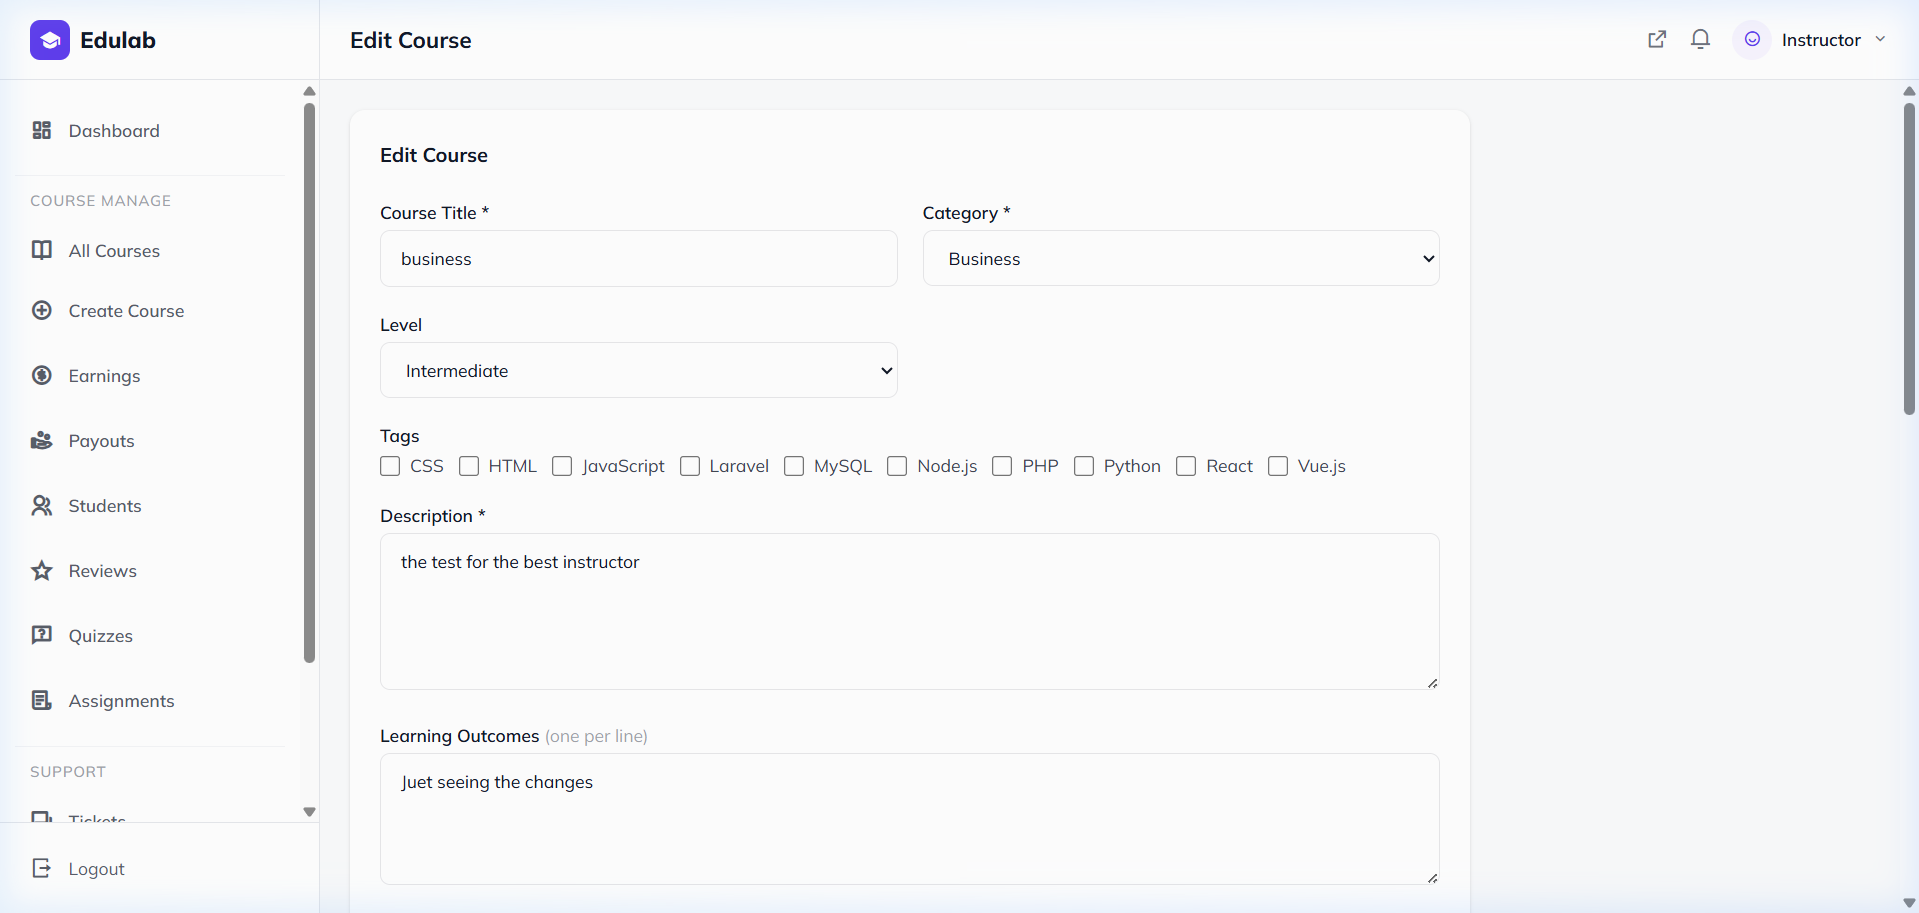 Edulab
Edit Course
Instructor
Dashboard
COURSE MANAGE
All Courses
Create Course
Earnings
Payouts
Students
Reviews
Quizzes
Assignments
SUPPORT
Tickets
Logout
Edit Course
Course Title *
Category *
business
Business
Level
Intermediate
Tags
CSS HTML JavaScript Laravel MySQL Node.js PHP Python React Vue.js
Description *
the test for the best instructor
Learning Outcomes (one per line)
Juet seeing the changes